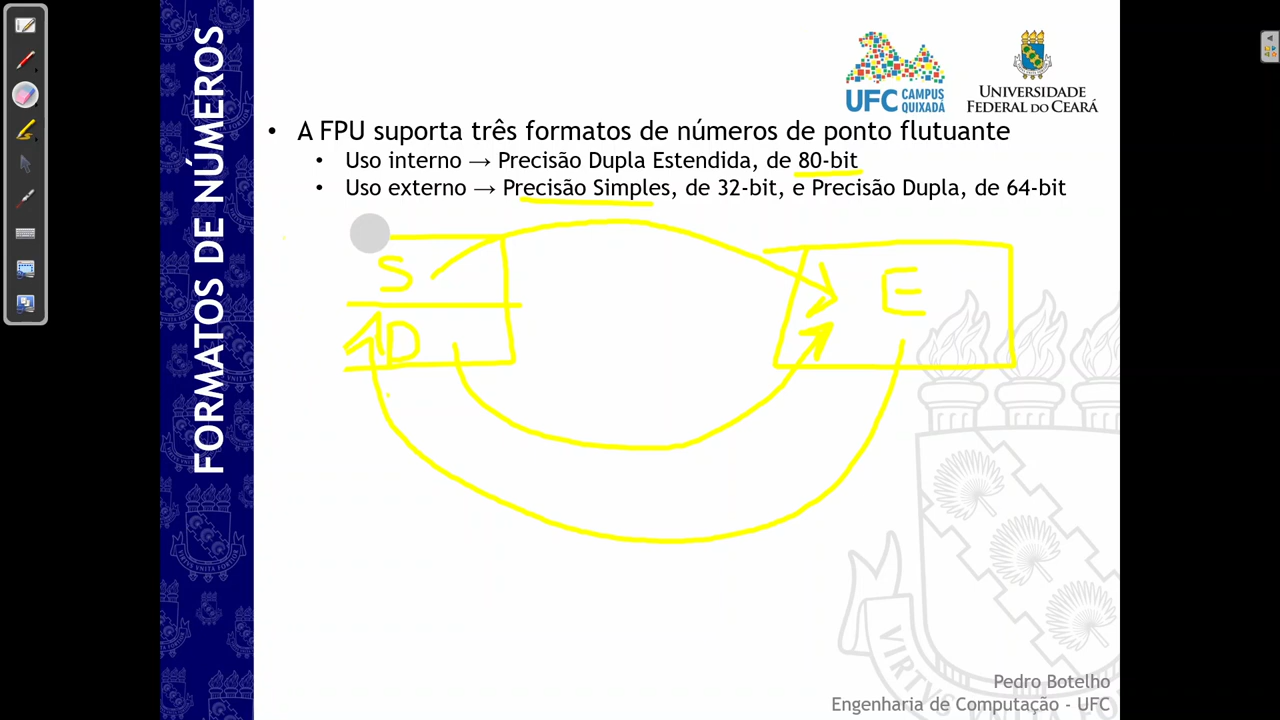 FORMATOS DE NÚMEROS
UFC CAMPUS QUIXADÁ
UNIVERSIDADE
FEDERAL DO CEARÁ
• A FPU suporta três formatos de números de ponto flutuante
• Uso interno → Precisão Dupla Estendida, de 80-bit
• Uso externo → Precisão Simples, de 32-bit, e Precisão Dupla, de 64-bit
S
E
D
VIRTUS
Pedro Botelho
Engenharia de Computação - UFC